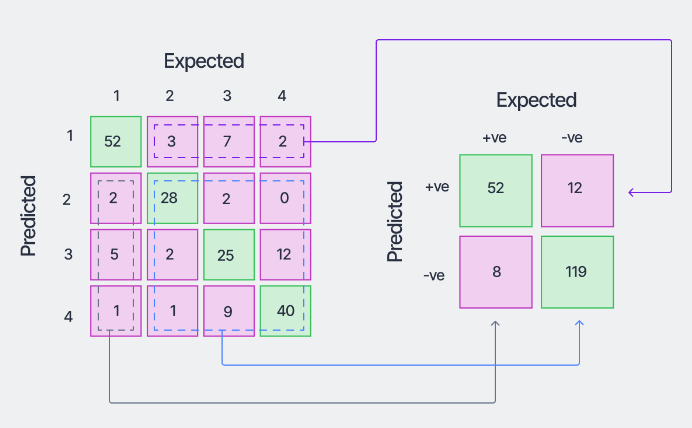 Expected
1 2 3 4
Predicted
1 52 3 7 2
2 2 28 2 0
3 5 2 25 12
4 1 1 9 40
Expected
+ve -ve
Predicted
+ve 52 12
-ve 8 119